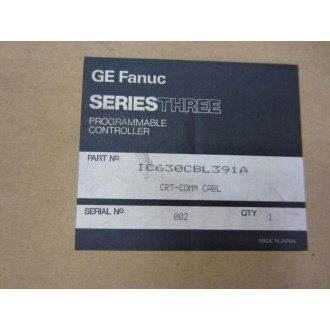 GE Fanuc
SERIES THREE
PROGRAMMABLE
CONTROLLER
PART Nº IC630CBL391A
CRT-COMM CABL
SERIAL Nº 002 QTY 1
MADE IN JAPAN